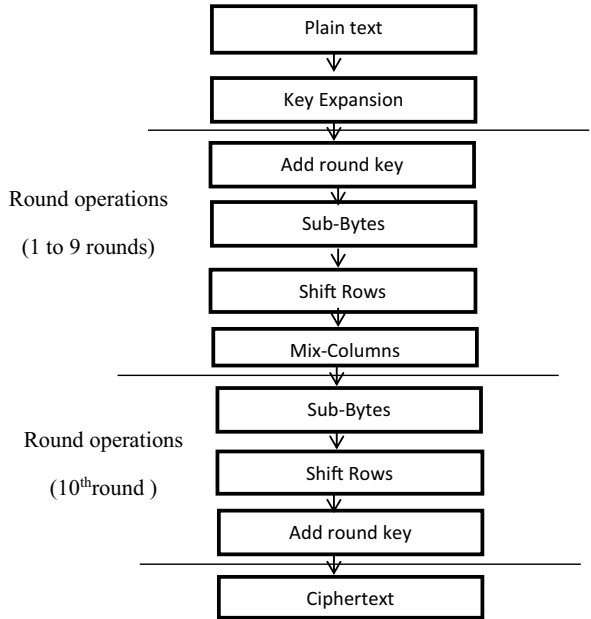 Plain text
Key Expansion
Add round key
Round operations
(1 to 9 rounds)
Sub-Bytes
Shift Rows
Mix-Columns
Sub-Bytes
Round operations
(10thround )
Shift Rows
Add round key
Ciphertext